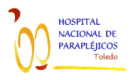 HOSPITAL
NACIONAL DE
PARAPLÉJICOS
Toledo